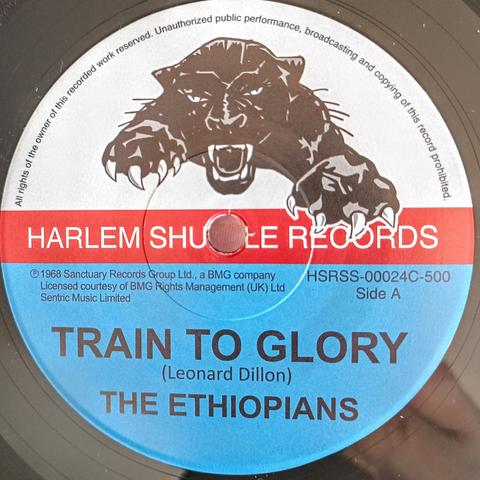 All rights of the owner of this recorded work reserved. Unauthorized public performance, broadcasting and copying of this record prohibited.
HARLEM SHU LE RECORDS
℗1968 Sanctuary Records Group Ltd., a BMG company
Licensed courtesy of BMG Rights Management (UK) Ltd
Sentric Music Limited
HSRSS-00024C-500
Side A
TRAIN TO GLORY
(Leonard Dillon)
THE ETHIOPIANS